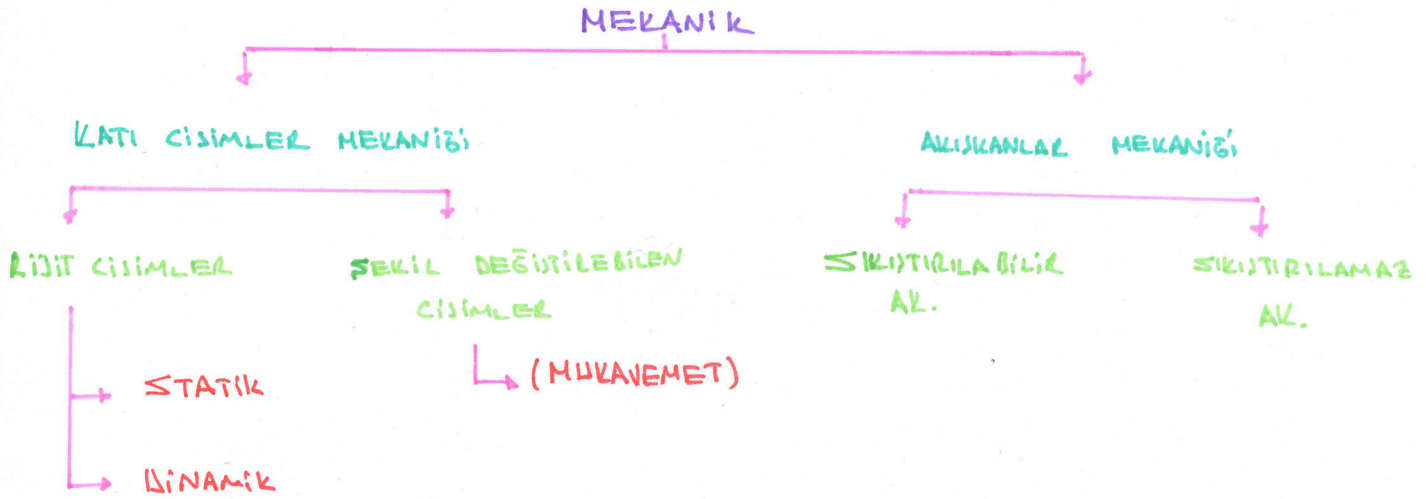 MEKANİK
KATI CİSİMLER MEKANİĞİ
AKIŞKANLAR MEKANİĞİ
RİJİT CİSİMLER
ŞEKİL DEĞİŞTİREBİLEN
CİSİMLER
SIKIŞTIRILABİLİR
AK.
SIKIŞTIRILAMAZ
AK.
STATİK
(MUKAVEMET)
DİNAMİK